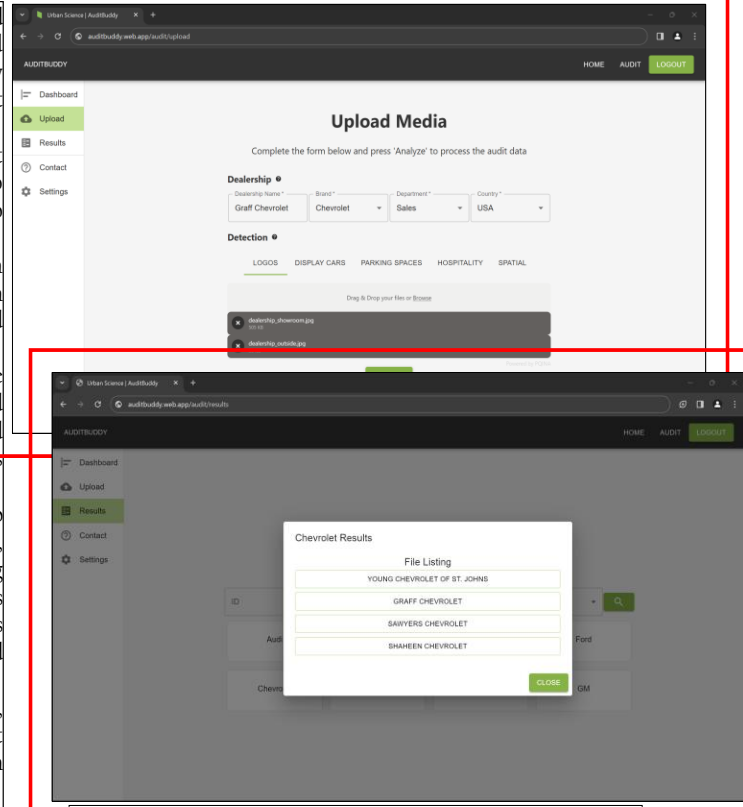 Urban Science | AuditBuddy
auditbuddy.web.app/audit/upload
AUDITBUDDY HOME AUDIT LOGOUT
Dashboard
Upload
Results
Contact
Settings
Upload Media
Complete the form below and press 'Analyze' to process the audit data
Dealership
Dealership Name * Brand * Department * Country *
Graff Chevrolet Chevrolet Sales USA
Detection
LOGOS DISPLAY CARS PARKING SPACES HOSPITALITY SPATIAL
Drag & Drop your files or Browse
dealership_showroom.jpg
dealership_outside.jpg
Urban Science | AuditBuddy
auditbuddy.web.app/audit/results
AUDITBUDDY HOME AUDIT LOGOUT
Dashboard
Upload
Results
Contact
Settings
Chevrolet Results
File Listing
YOUNG CHEVROLET OF ST. JOHNS
GRAFF CHEVROLET
SAWYERS CHEVROLET
SHAHEEN CHEVROLET
CLOSE
ID
Audi Ford
Chevro GM